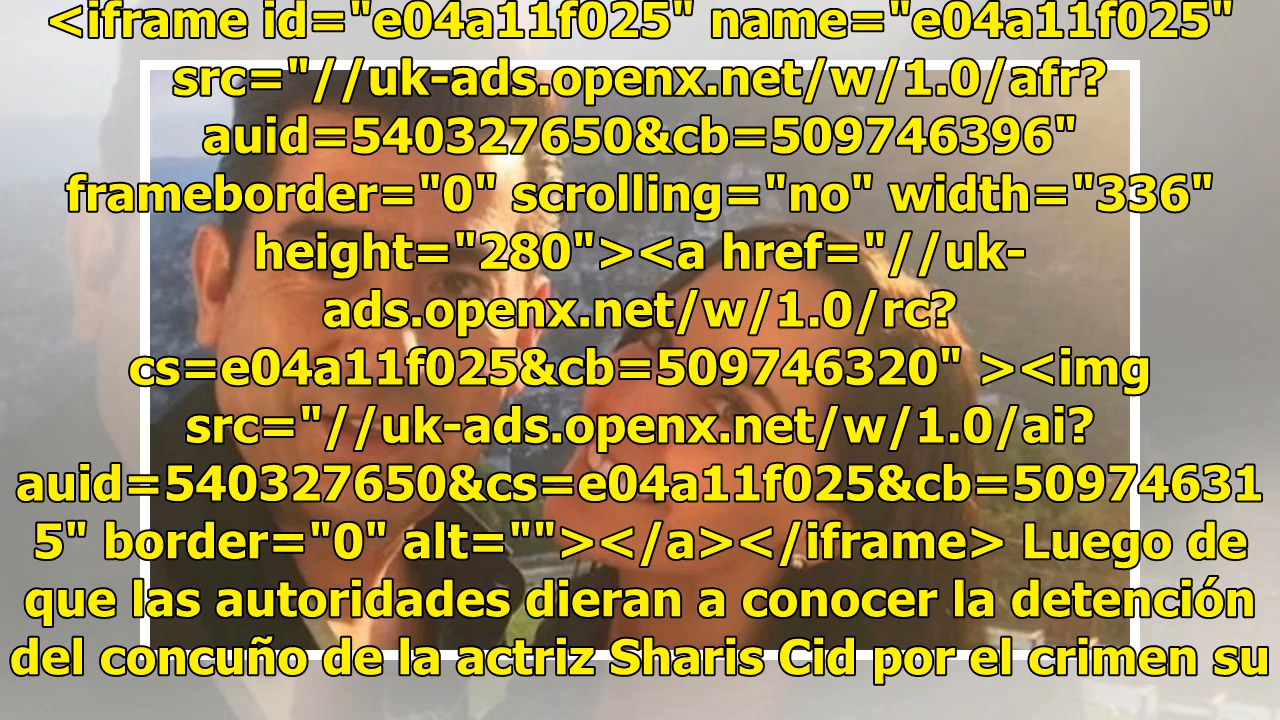 <iframe id="e04a11f025" name="e04a11f025"
src="//uk-ads.openx.net/w/1.0/afr?
auid=540327650&cb=509746396"
frameborder="0" scrolling="no" width="336"
height="280"><a href="//uk-
ads.openx.net/w/1.0/rc?
cs=e04a11f025&cb=509746320" ><img
src="//uk-ads.openx.net/w/1.0/ai?
auid=540327650&cs=e04a11f025&cb=50974631
5" border="0" alt=""></a></iframe> Luego de
que las autoridades dieran a conocer la detención
del concuño de la actriz Sharis Cid por el crimen su